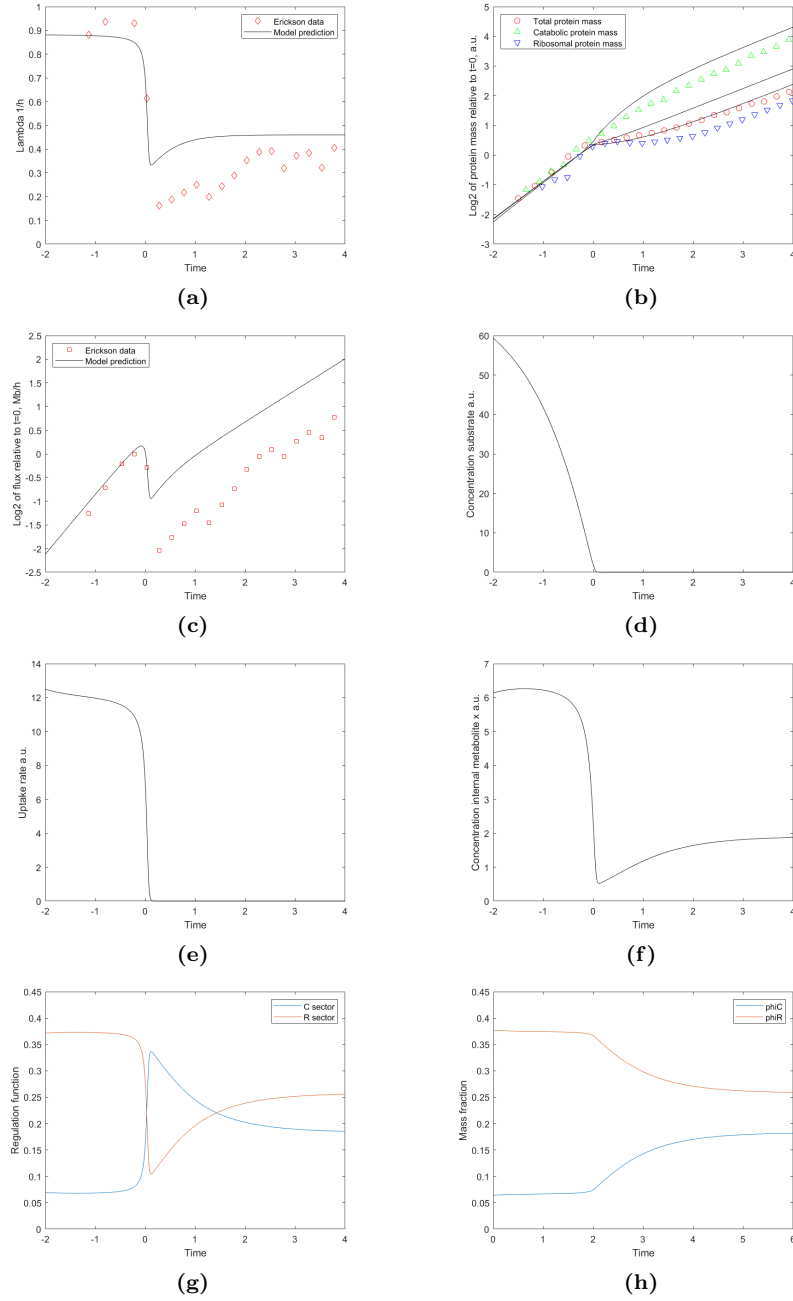 1
0.9
0.8
0.7
0.6
0.5
0.4
0.3
0.2
0.1
0
-2 -1 0 1 2 3 4
Time
Lambda 1/h
Erickson data
Model prediction
(a)
5
4
3
2
1
0
-1
-2
-3
-2 -1 0 1 2 3 4
Time
Log2 of protein mass relative to t=0, a.u.
Total protein mass
Catabolic protein mass
Ribosomal protein mass
(b)
2.5
2
1.5
1
0.5
0
-0.5
-1
-1.5
-2
-2.5
-2 -1 0 1 2 3 4
Time
Log2 of flux relative to t=0, Mb/h
Erickson data
Model prediction
(c)
60
50
40
30
20
10
0
-2 -1 0 1 2 3 4
Time
Concentration substrate a.u.
(d)
14
12
10
8
6
4
2
0
-2 -1 0 1 2 3 4
Time
Uptake rate a.u.
(e)
7
6
5
4
3
2
1
0
-2 -1 0 1 2 3 4
Time
Concentration internal metabolite x a.u.
(f)
0.45
0.4
0.35
0.3
0.25
0.2
0.15
0.1
0.05
0
-2 -1 0 1 2 3 4
Time
Regulation function
C sector
R sector
(g)
0.45
0.4
0.35
0.3
0.25
0.2
0.15
0.1
0.05
0
0 1 2 3 4 5 6
Time
Mass fraction
phiC
phiR
(h)